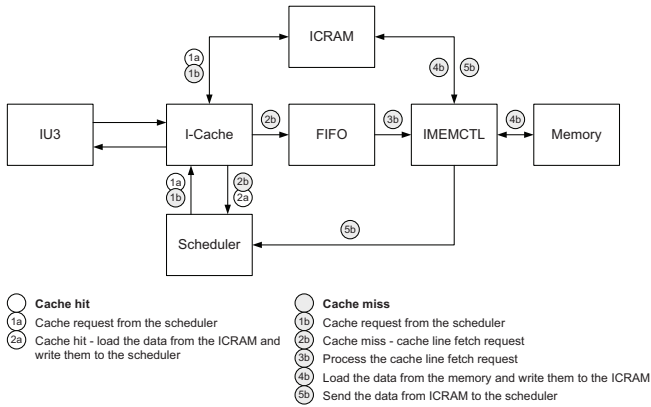 ICRAM
1a
1b
4b
5b
IU3
I-Cache
2b
FIFO
3b
IMEMCTL
4b
Memory
1a
1b
2b
2a
Scheduler
5b
Cache hit
1a Cache request from the scheduler
2a Cache hit - load the data from the ICRAM and
write them to the scheduler
Cache miss
1b Cache request from the scheduler
2b Cache miss - cache line fetch request
3b Process the cache line fetch request
4b Load the data from the memory and write them to the ICRAM
5b Send the data from ICRAM to the scheduler